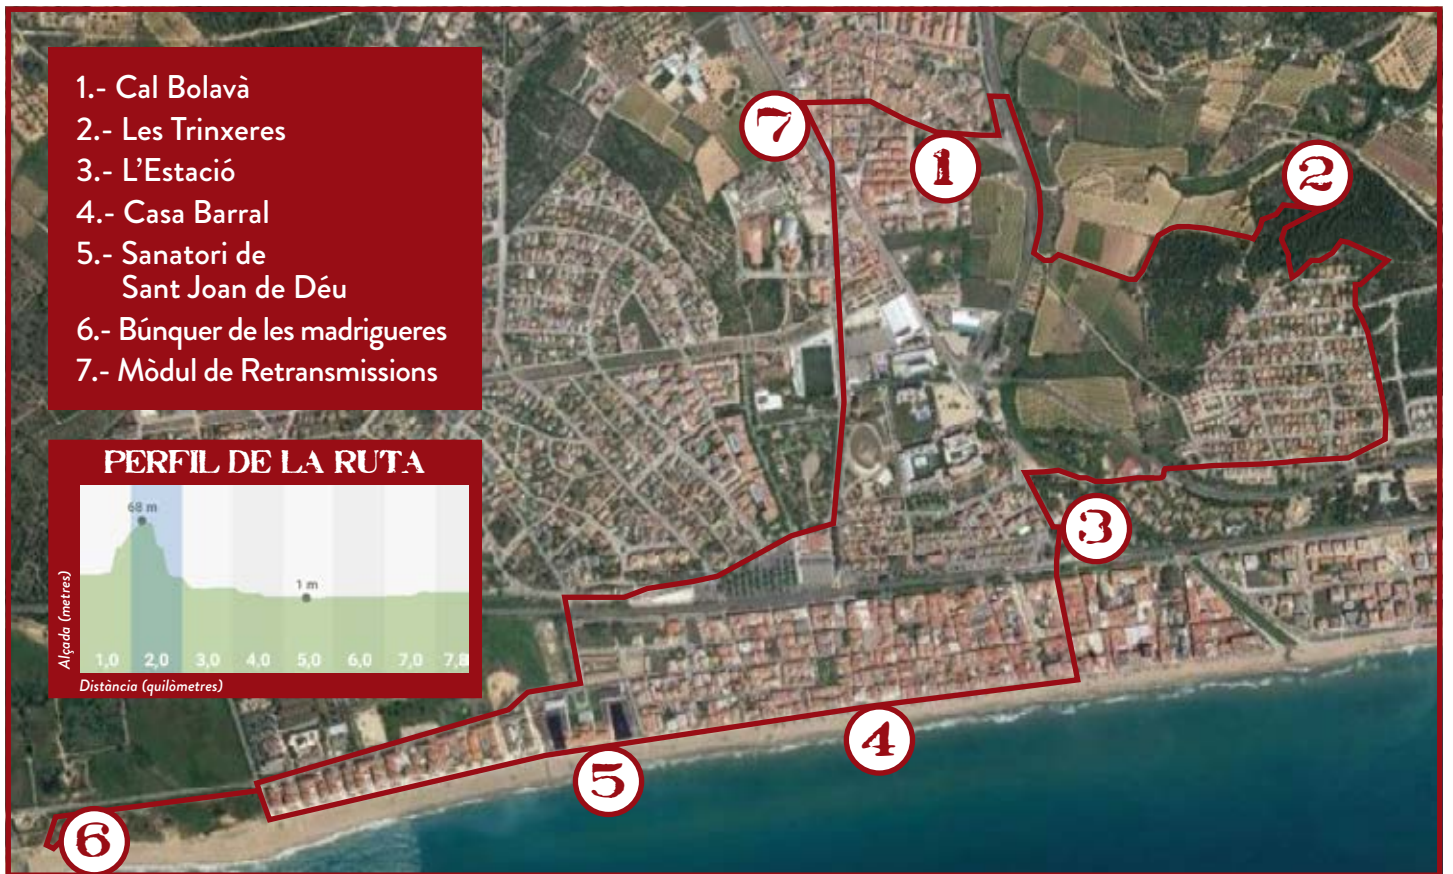 1.- Cal Bolavà
2.- Les Trinxeres
3.- L'Estació
4.- Casa Barral
5.- Sanatori de
Sant Joan de Déu
6.- Búnquer de les madrigueres
7.- Mòdul de Retransmissions
PERFIL DE LA RUTA
68 m
1 m
Alçada (metres)
1,0 2,0 3,0 4,0 5,0 6,0 7,0 7,8
Distància (quilòmetres)
7
1
2
3
4
5
6